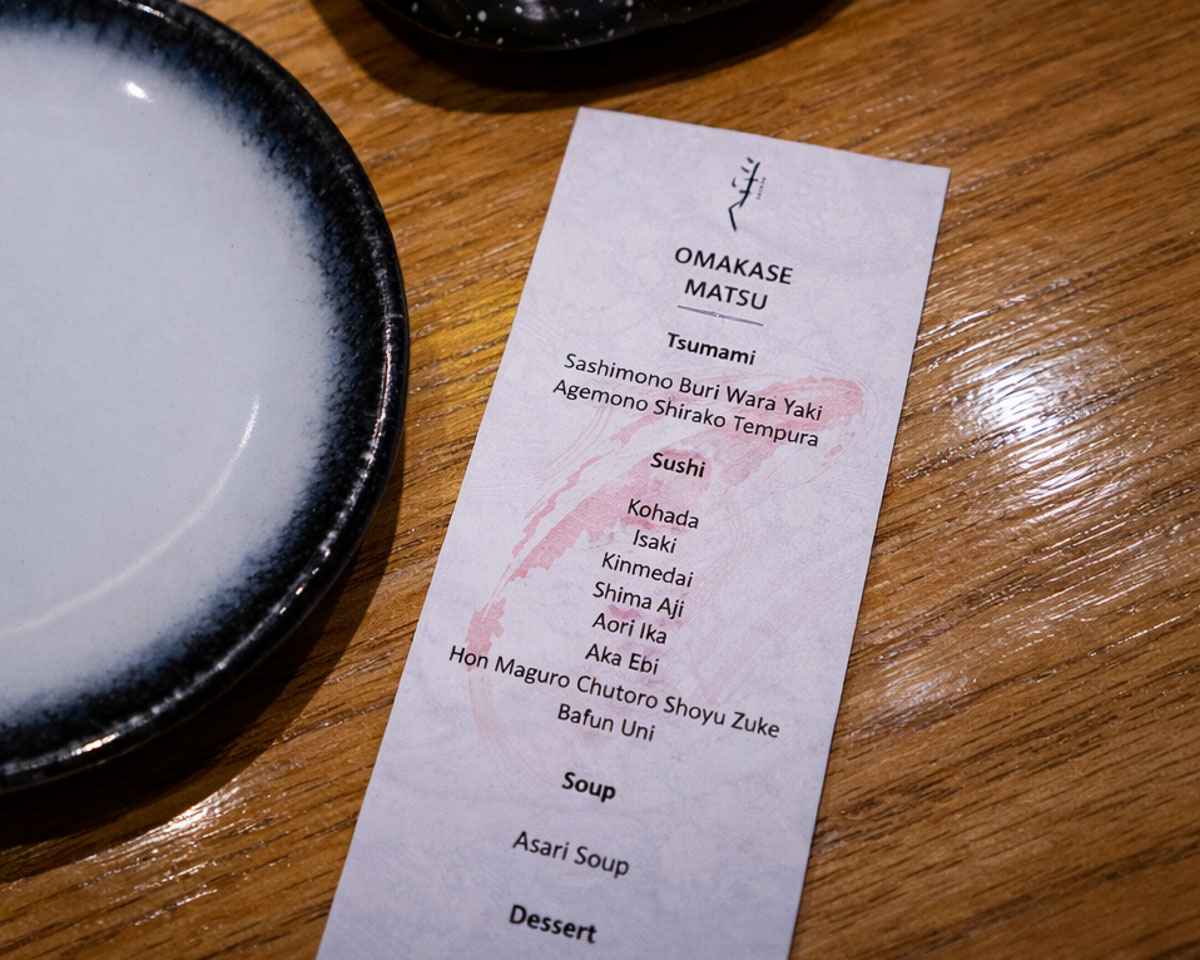 OMAKASE
MATSU
Tsumami
Sashimono Buri Wara Yaki
Agemono Shirako Tempura
Sushi
Kohada
Isaki
Kinmedai
Shima Aji
Aori Ika
Aka Ebi
Hon Maguro Chutoro Shoyu Zuke
Bafun Uni
Soup
Asari Soup
Dessert